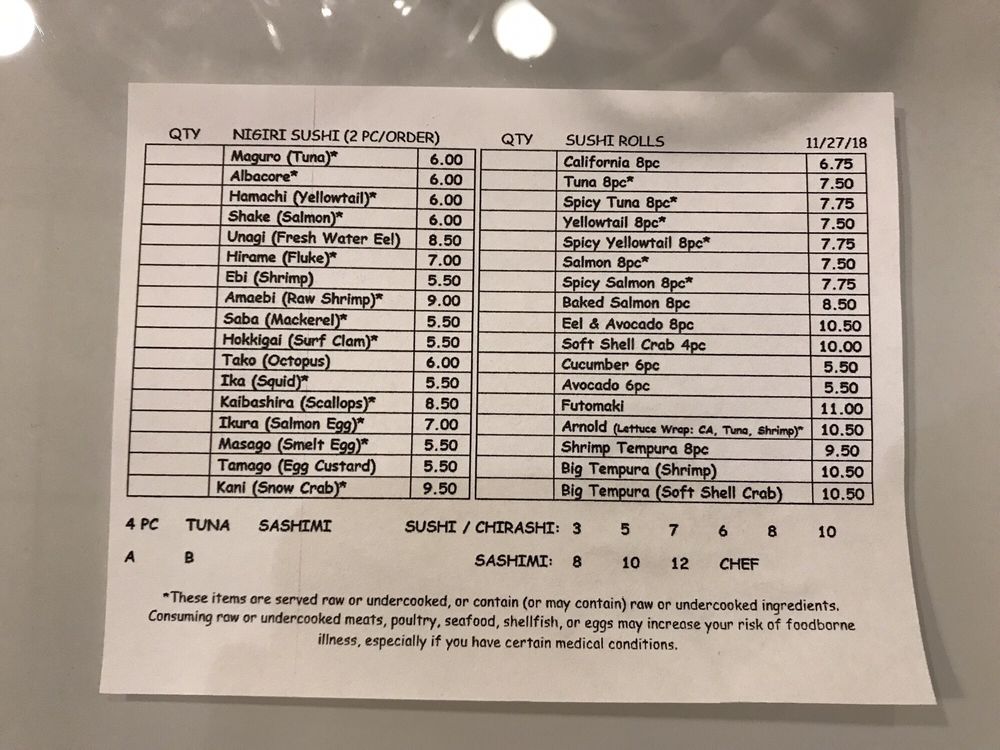 QTY NIGIRI SUSHI (2 PC/ORDER)
Maguro (Tuna)* 6.00
Albacore* 6.00
Hamachi (Yellowtail)* 6.00
Shake (Salmon)* 6.00
Unagi (Fresh Water Eel) 8.50
Hirame (Fluke)* 7.00
Ebi (Shrimp) 5.50
Amaebi (Raw Shrimp)* 9.00
Saba (Mackerel)* 5.50
Hokkigai (Surf Clam)* 5.50
Tako (Octopus) 6.00
Ika (Squid)* 5.50
Kaibashira (Scallops)* 8.50
Ikura (Salmon Egg)* 7.00
Masago (Smelt Egg)* 5.50
Tamago (Egg Custard) 5.50
Kani (Snow Crab)* 9.50
QTY SUSHI ROLLS 11/27/18
California 8pc 6.75
Tuna 8pc* 7.50
Spicy Tuna 8pc* 7.75
Yellowtail 8pc* 7.50
Spicy Yellowtail 8pc* 7.75
Salmon 8pc* 7.50
Spicy Salmon 8pc* 7.75
Baked Salmon 8pc 8.50
Eel & Avocado 8pc 10.50
Soft Shell Crab 4pc 10.00
Cucumber 6pc 5.50
Avocado 6pc 5.50
Futomaki 11.00
Arnold (Lettuce Wrap: CA, Tuna, Shrimp)* 10.50
Shrimp Tempura 8pc 9.50
Big Tempura (Shrimp) 10.50
Big Tempura (Soft Shell Crab) 10.50
4 PC TUNA SASHIMI SUSHI / CHIRASHI: 3 5 7 6 8 10
A B SASHIMI: 8 10 12 CHEF
*These items are served raw or undercooked, or contain (or may contain) raw or undercooked ingredients.
Consuming raw or undercooked meats, poultry, seafood, shellfish, or eggs may increase your risk of foodborne
illness, especially if you have certain medical conditions.